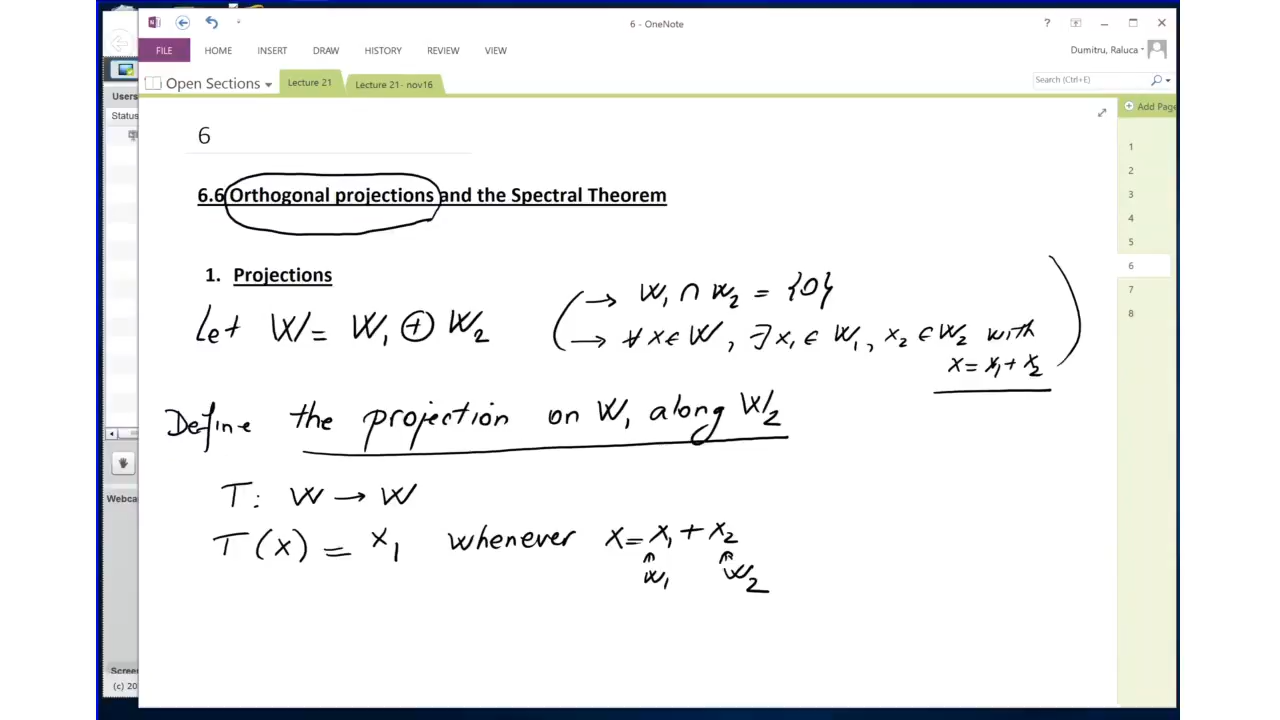 6 - OneNote
?
Dumitru, Raluca
FILE HOME INSERT DRAW HISTORY REVIEW VIEW
Open Sections Lecture 21 Lecture 21- nov16
Search (Ctrl+E)
Users
Status
Add Page
6
6.6 Orthogonal projections and the Spectral Theorem
1. Projections
Let W = W₁ ⊕ W₂
( → W₁ ∩ W₂ = {0}
→ ∀ x ∈ W, ∃ x₁ ∈ W₁, x₂ ∈ W₂ with
x = x₁ + x₂ )
Define the projection on W₁ along W₂
T: W → W
T(x) = x₁ whenever x = x₁ + x₂
W₁ W₂
Webca
Screen
(c) 20
1
2
3
4
5
6
7
8